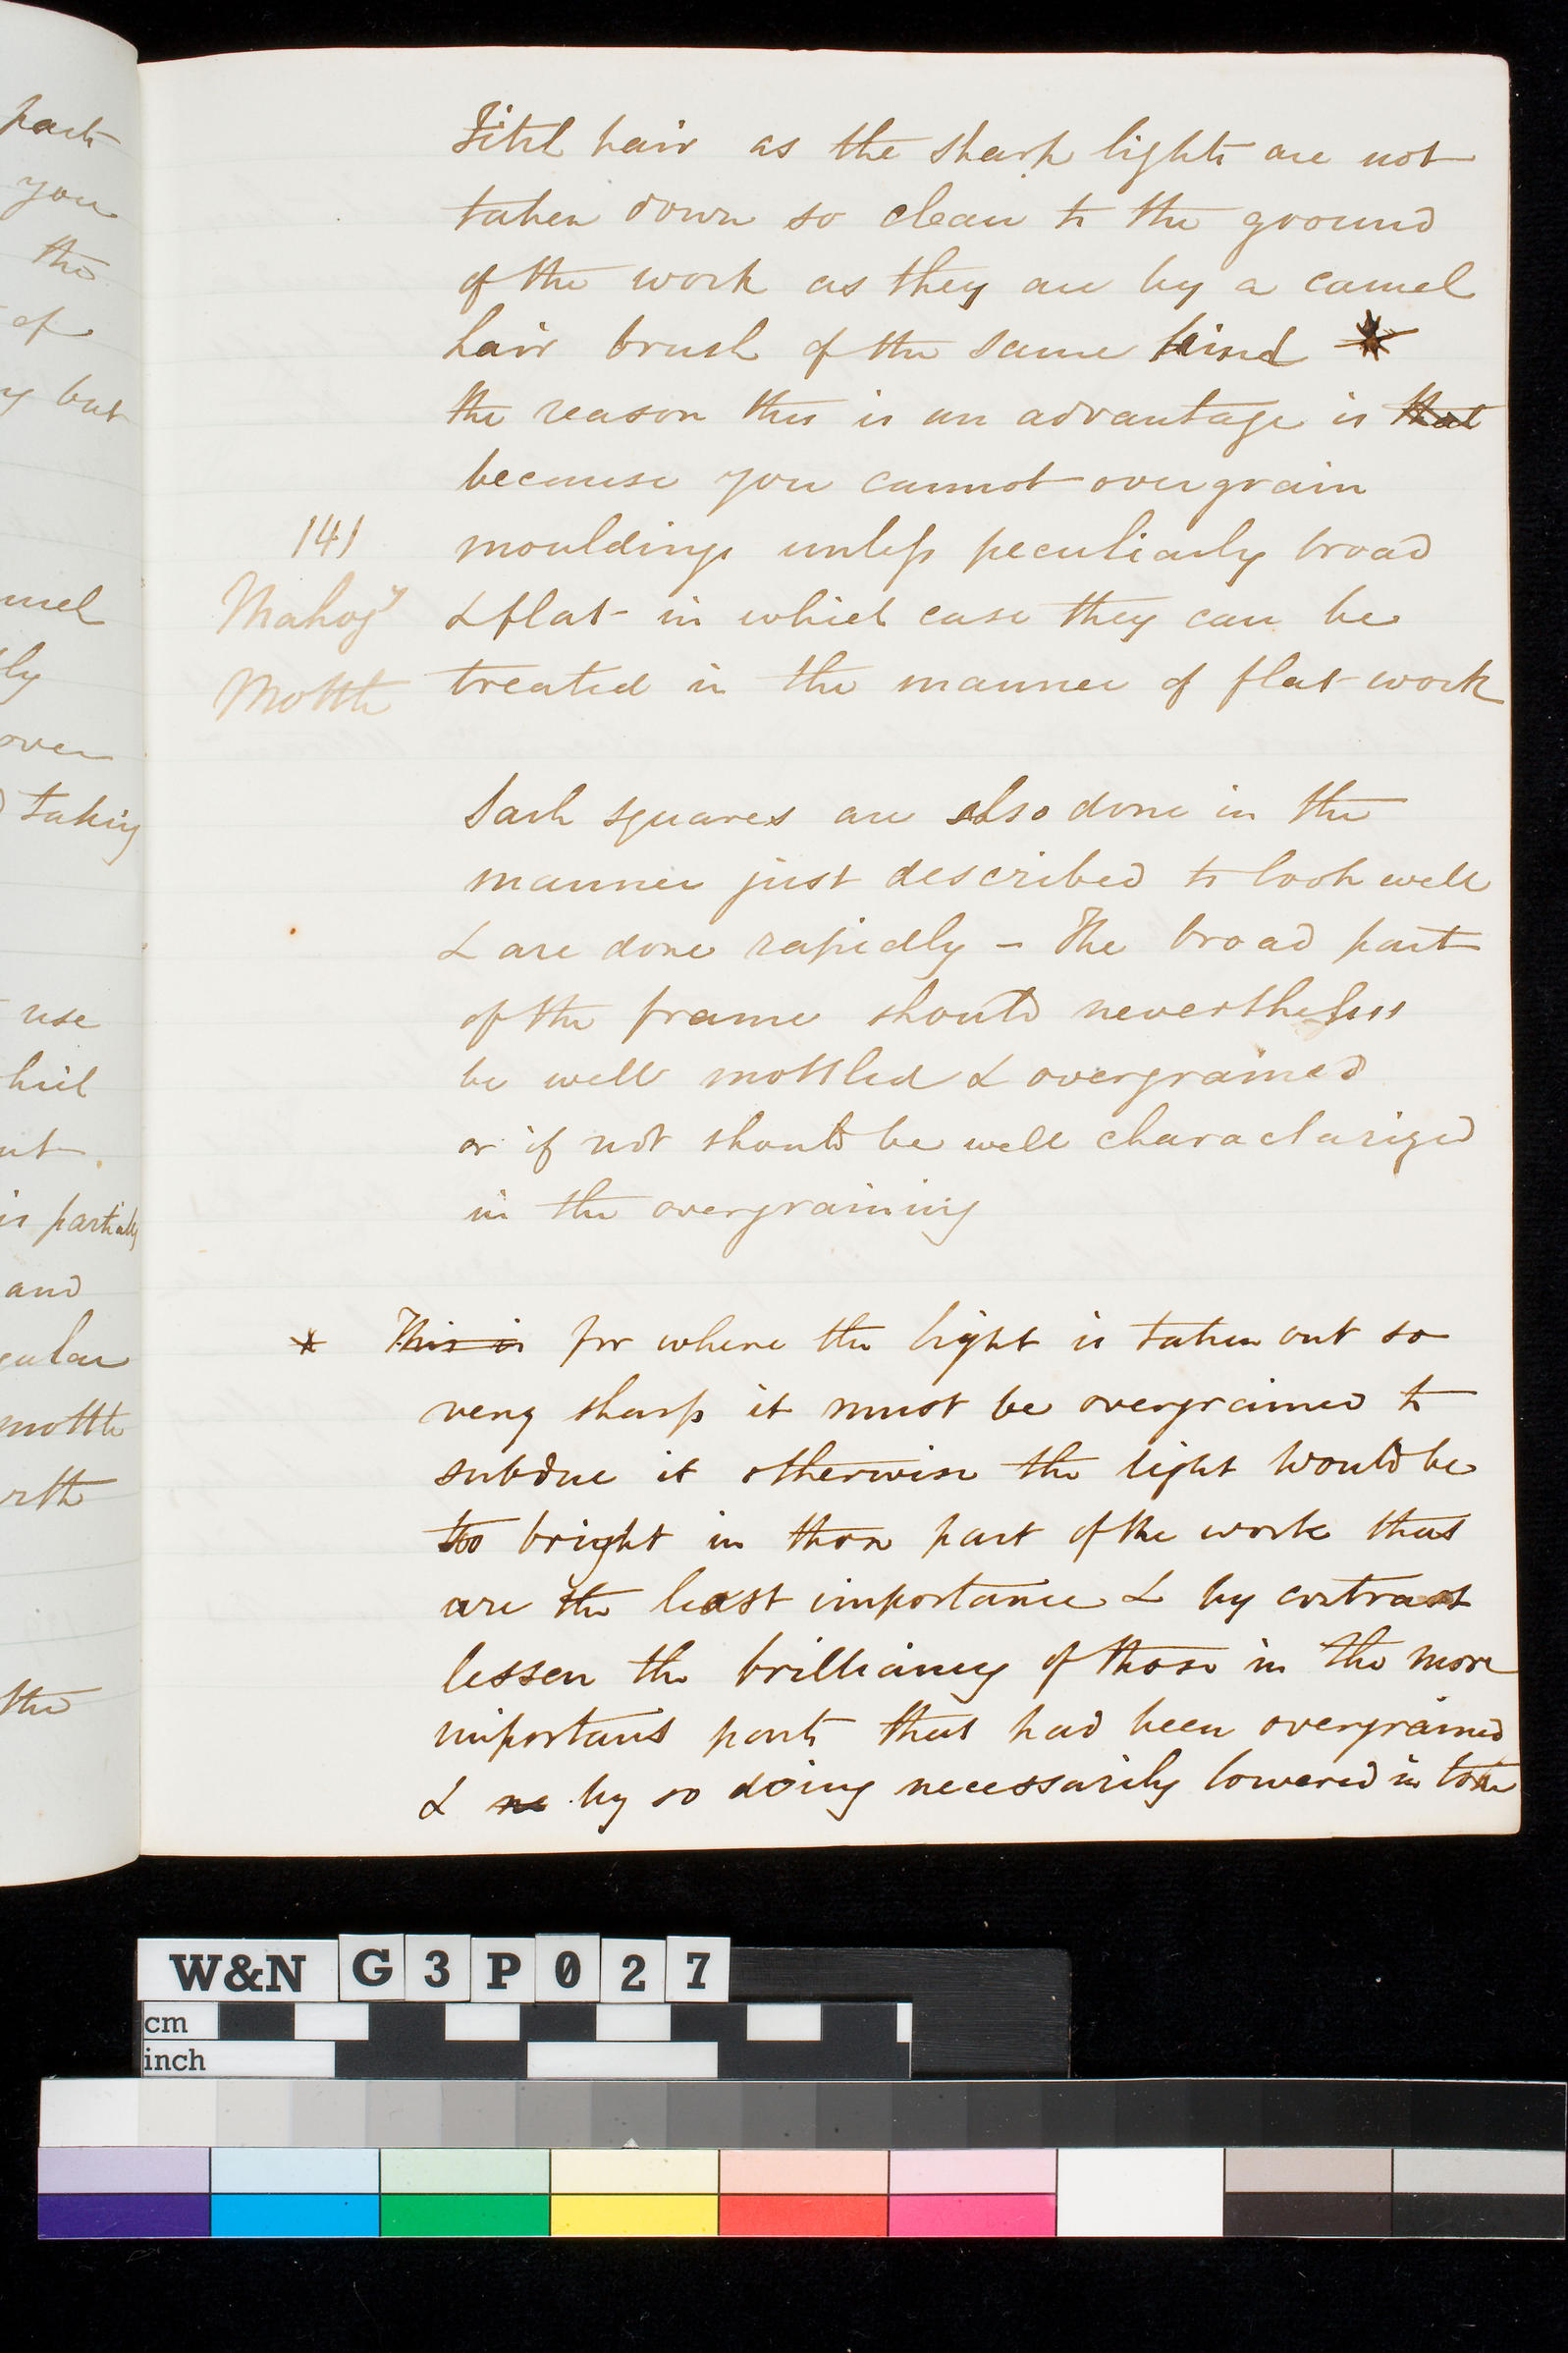 Fitch hair as the sharp lights are not
taken down so clean to the ground
of the work as they are by a camel
hair brush of the same kind *
the reason this is an advantage is that
because you cannot overgrain
141
mouldings unless peculiarly broad
Mahogy
& flat in which case they can be
Mottle
treated in the manner of flat work
Sash squares are also done in the
manner just described to look well
& are done rapidly – The broad part
of the frame should nevertheless
be well mottled & overgrained
or if not should be well characterized
in the overgraining
* This is for where the light is taken out so
very sharp it must be overgrained to
subdue it otherwise the light would be
too bright in those part of the work that
are the least importance & by contrast
lessen the brilliancy of those in the more
important parts that had been overgrained
& ne by so doing necessarily lowered in tone
part
you
the
of
but
over
taking
use
is partially
and
mottle
the
W&N G3P027
cm
inch